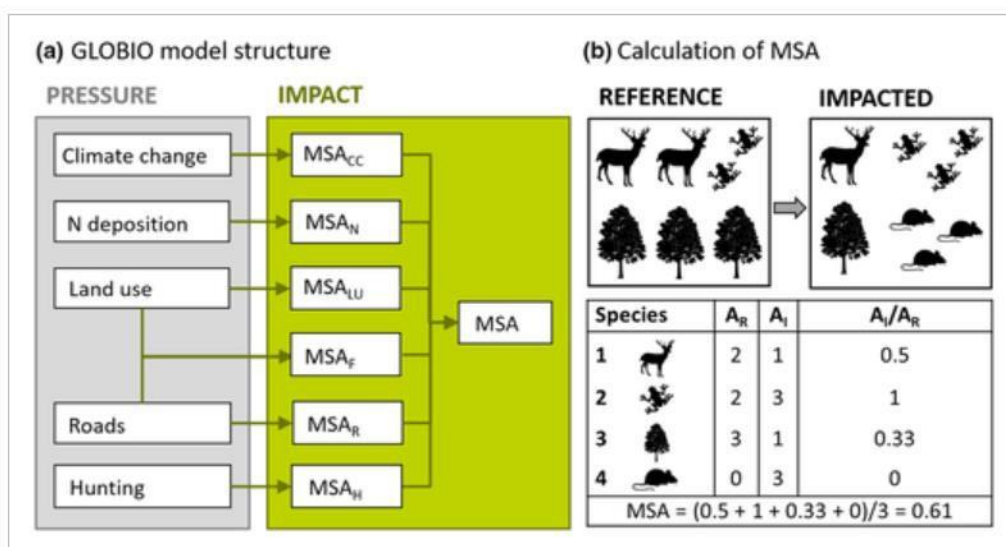 (a) GLOBIO model structure
PRESSURE
IMPACT
Climate change
MSA_CC
N deposition
MSA_N
Land use
MSA_LU
MSA_F
MSA
Roads
MSA_R
Hunting
MSA_H
(b) Calculation of MSA
REFERENCE
IMPACTED
Species A_R A_I A_I/A_R
1 2 1 0.5
2 2 3 1
3 3 1 0.33
4 0 3 0
MSA = (0.5 + 1 + 0.33 + 0)/3 = 0.61